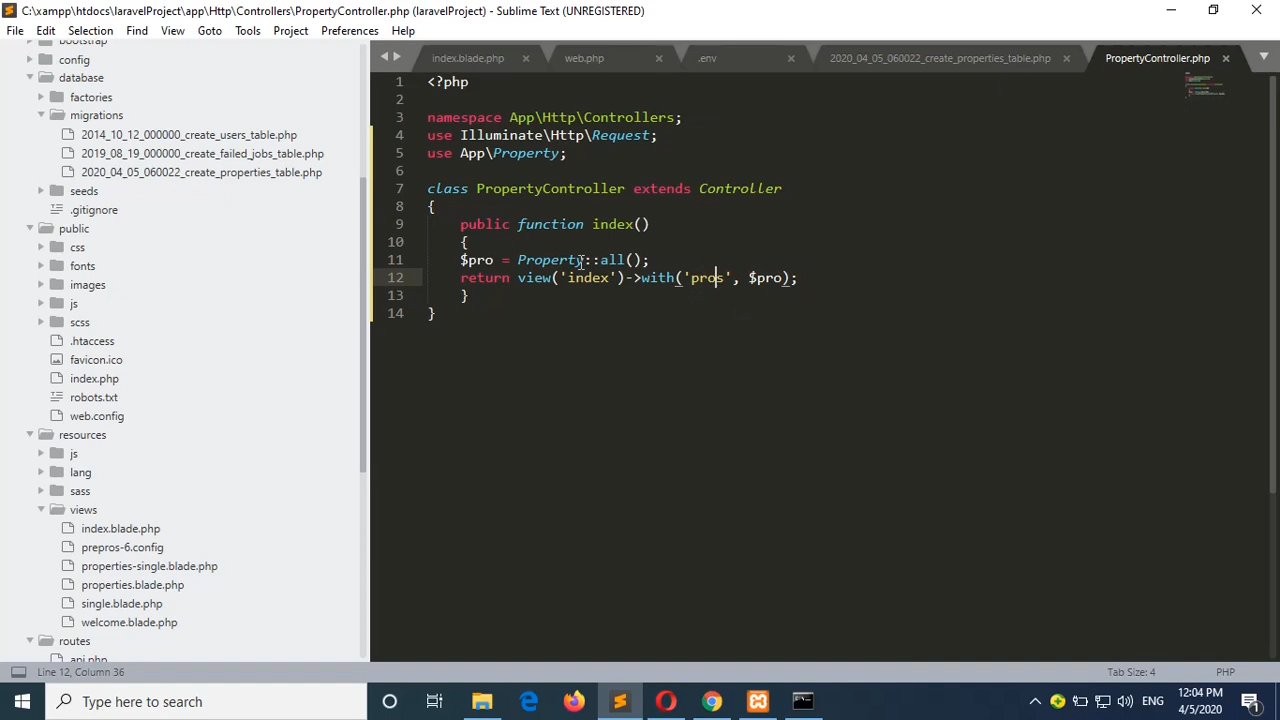 C:\xampp\htdocs\laravelProject\app\Http\Controllers\PropertyController.php (laravelProject) - Sublime Text (UNREGISTERED)
File Edit Selection Find View Goto Tools Project Preferences Help
bootstrap
config
database
factories
migrations
2014_10_12_000000_create_users_table.php
2019_08_19_000000_create_failed_jobs_table.php
2020_04_05_060022_create_properties_table.php
seeds
.gitignore
public
css
fonts
images
js
scss
.htaccess
favicon.ico
index.php
robots.txt
web.config
resources
js
lang
sass
views
index.blade.php
prepros-6.config
properties-single.blade.php
properties.blade.php
single.blade.php
welcome.blade.php
routes
api.php
index.blade.php web.php .env 2020_04_05_060022_create_properties_table.php PropertyController.php
1 <?php
2
3 namespace App\Http\Controllers;
4 use Illuminate\Http\Request;
5 use App\Property;
6
7 class PropertyController extends Controller
8 {
9 public function index()
10 {
11 $pro = Property::all();
12 return view('index')->with('pros', $pro);
13 }
14 }
Line 12, Column 36 Tab Size: 4 PHP
Type here to search
ENG
12:04 PM
4/5/2020
1